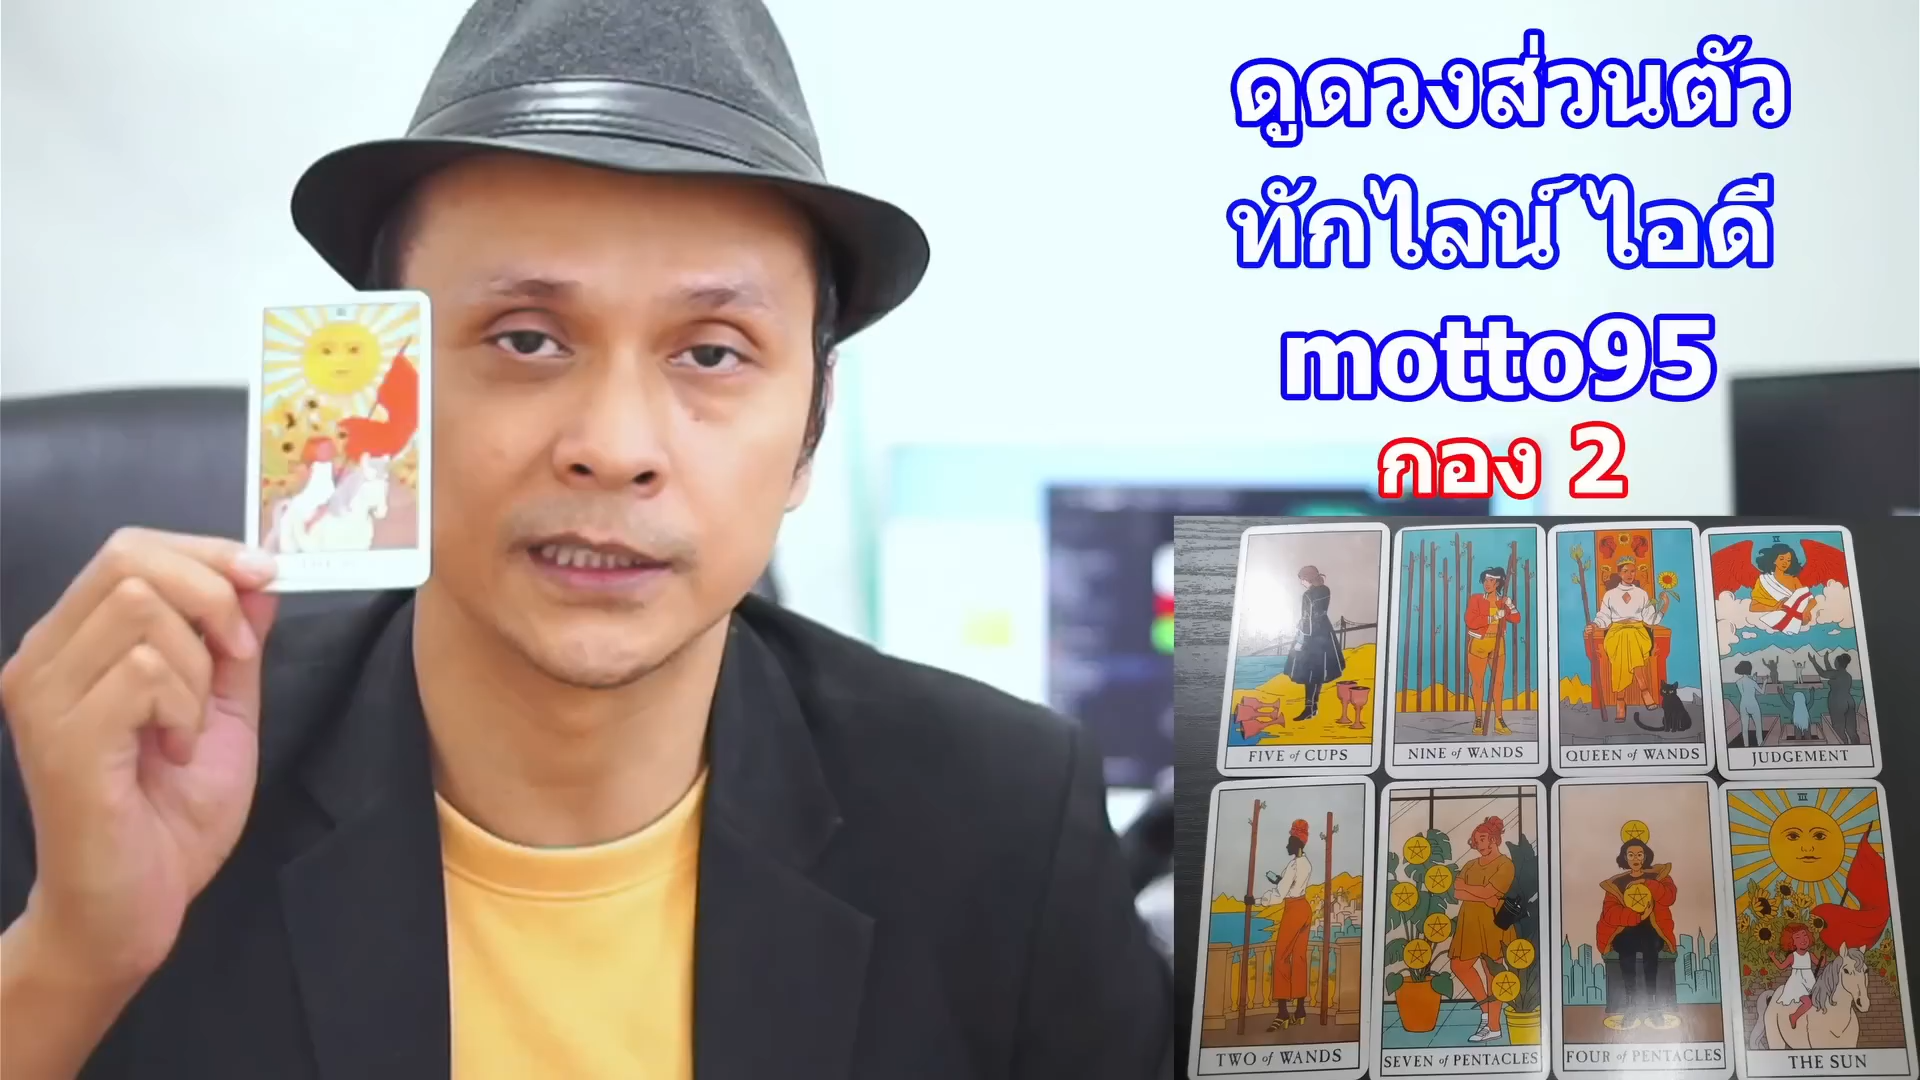 ดูดวงส่วนตัว
ทักไลน์ ไอดี
motto95
กอง 2
FIVE of CUPS
NINE of WANDS
QUEEN of WANDS
JUDGEMENT
TWO of WANDS
SEVEN of PENTACLES
FOUR of PENTACLES
III
THE SUN